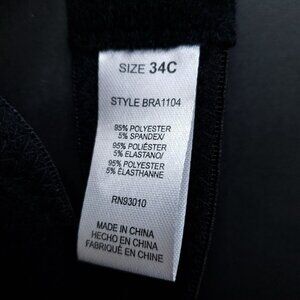 SIZE 34C
STYLE BRA1104
95% POLYESTER
5% SPANDEX/
95% POLIÉSTER
5% ELASTANO/
95% POLYESTER
5% ÉLASTHANNE
RN93010
MADE IN CHINA
HECHO EN CHINA
FABRIQUÉ EN CHINE